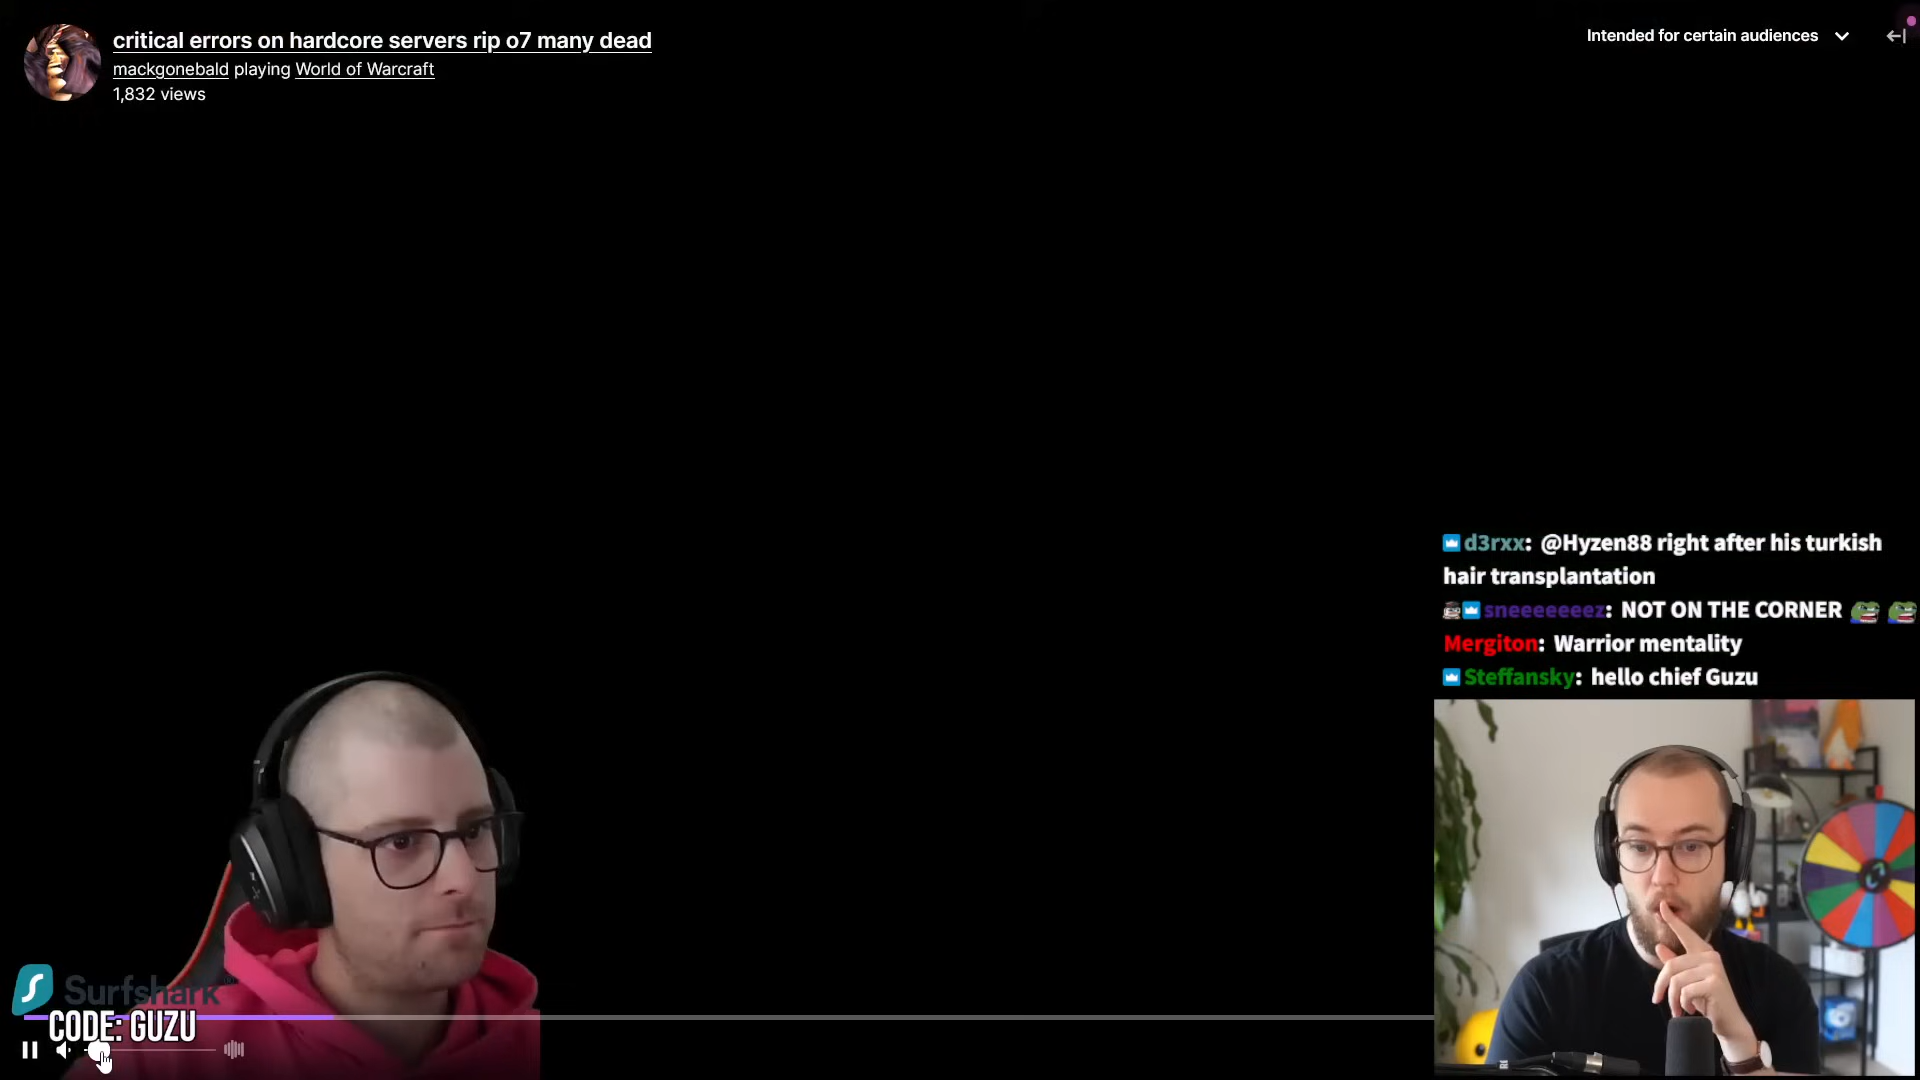 critical errors on hardcore servers rip o7 many dead
mackgonebald playing World of Warcraft
1,832 views
Intended for certain audiences
d3rxx: @Hyzen88 right after his turkish
hair transplantation
sneeeeeeez: NOT ON THE CORNER
Mergiton: Warrior mentality
Steffansky: hello chief Guzu
Surfshark
CODE: GUZU